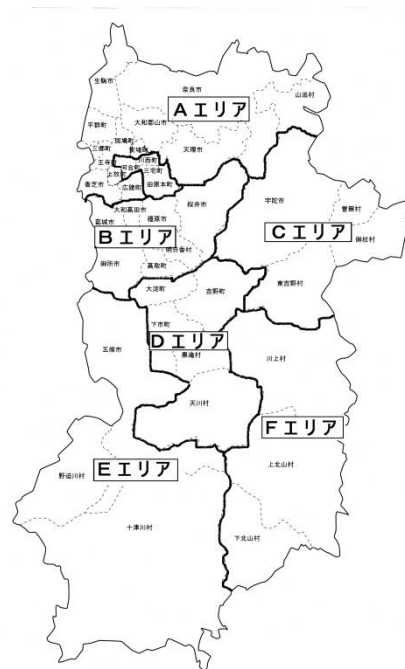 生駒市
奈良市
山添村
Aエリア
平群町
大和郡山市
斑鳩町
安堵町
三郷町
川西町
天理市
王寺町
河合町
三宅町
上牧町
香芝市
広陵町
田原本町
大和高田市
桜井市
宇陀市
曽爾村
葛城市
橿原市
Bエリア
Cエリア
御杖村
明日香村
御所市
高取町
東吉野村
大淀町
吉野町
下市町
五條市
Dエリア
黒滝村
川上村
天川村
Fエリア
Eエリア
上北山村
野迫川村
十津川村
下北山村